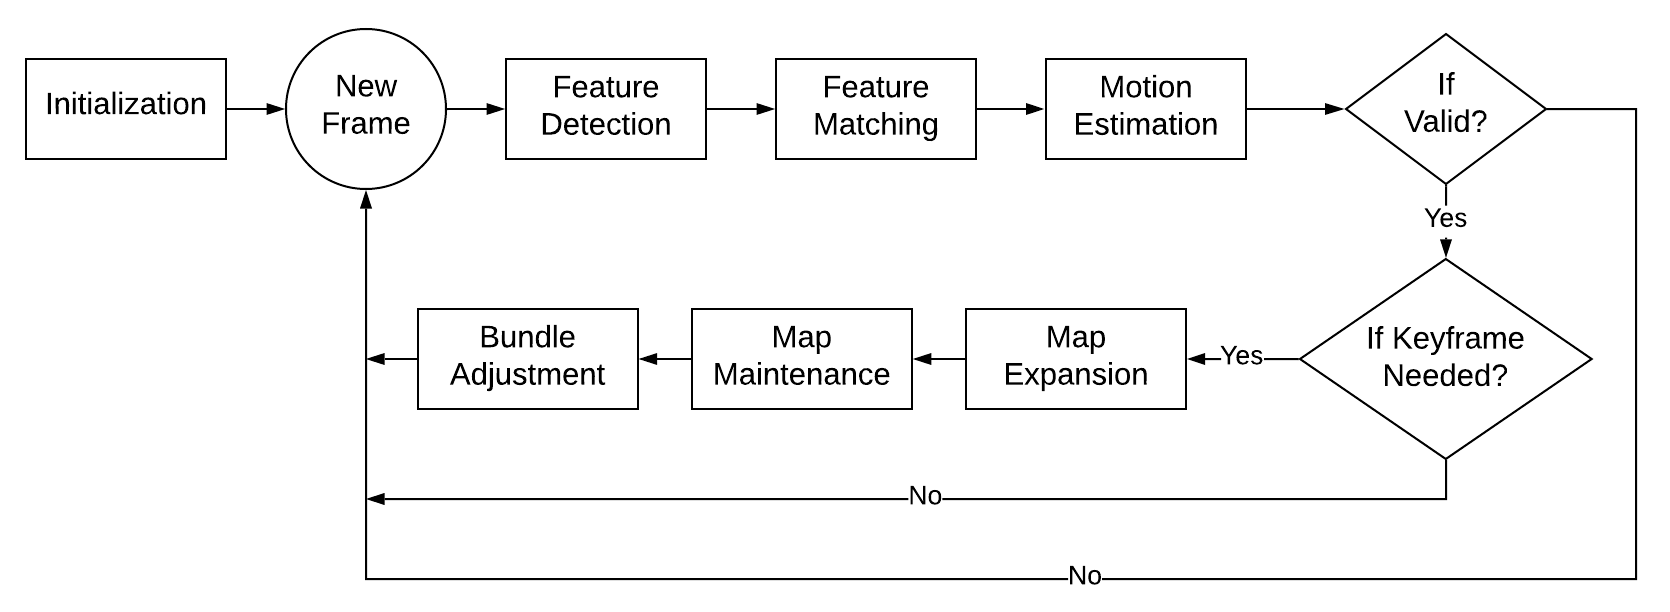 Initialization
New
Frame
Feature
Detection
Feature
Matching
Motion
Estimation
If
Valid?
Yes
If Keyframe
Needed?
Yes
Map
Expansion
Map
Maintenance
Bundle
Adjustment
No
No